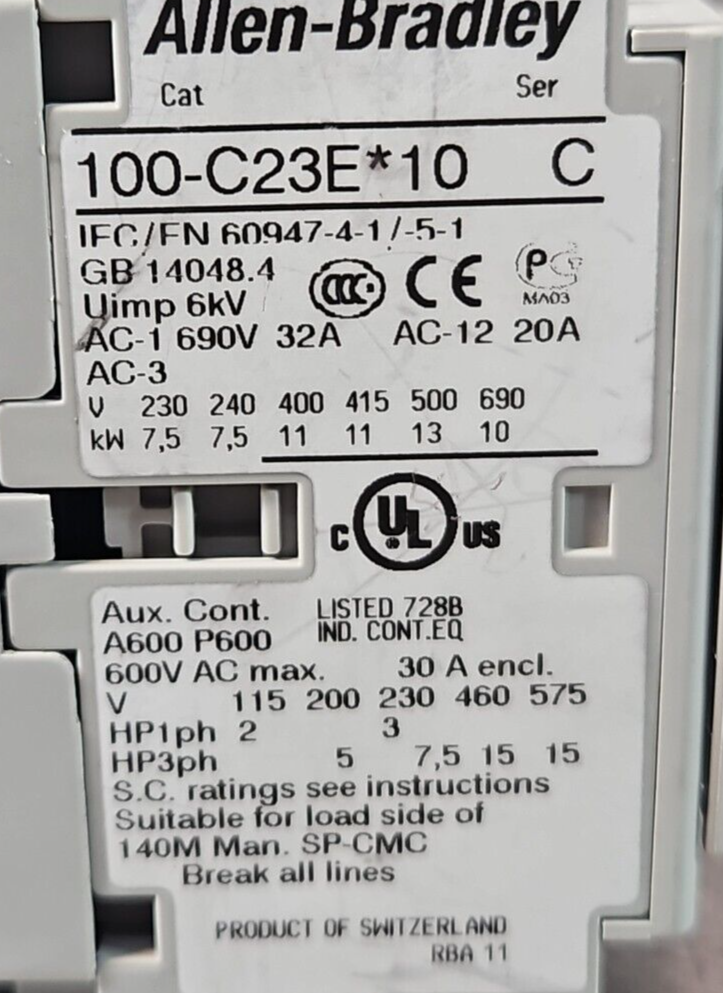 Allen-Bradley
Cat Ser
100-C23E*10 C
IEC/EN 60947-4-1/-5-1
GB 14048.4
CCC CE PG
Uimp 6kV MA03
AC-1 690V 32A AC-12 20A
AC-3
V 230 240 400 415 500 690
kW 7,5 7,5 11 11 13 10
C UL US
Aux. Cont. LISTED 728B
A600 P600 IND. CONT.EQ
600V AC max. 30 A encl.
V 115 200 230 460 575
HP1ph 2 3
HP3ph 5 7,5 15 15
S.C. ratings see instructions
Suitable for load side of
140M Man. SP-CMC
Break all lines
PRODUCT OF SWITZERLAND
RBA 11